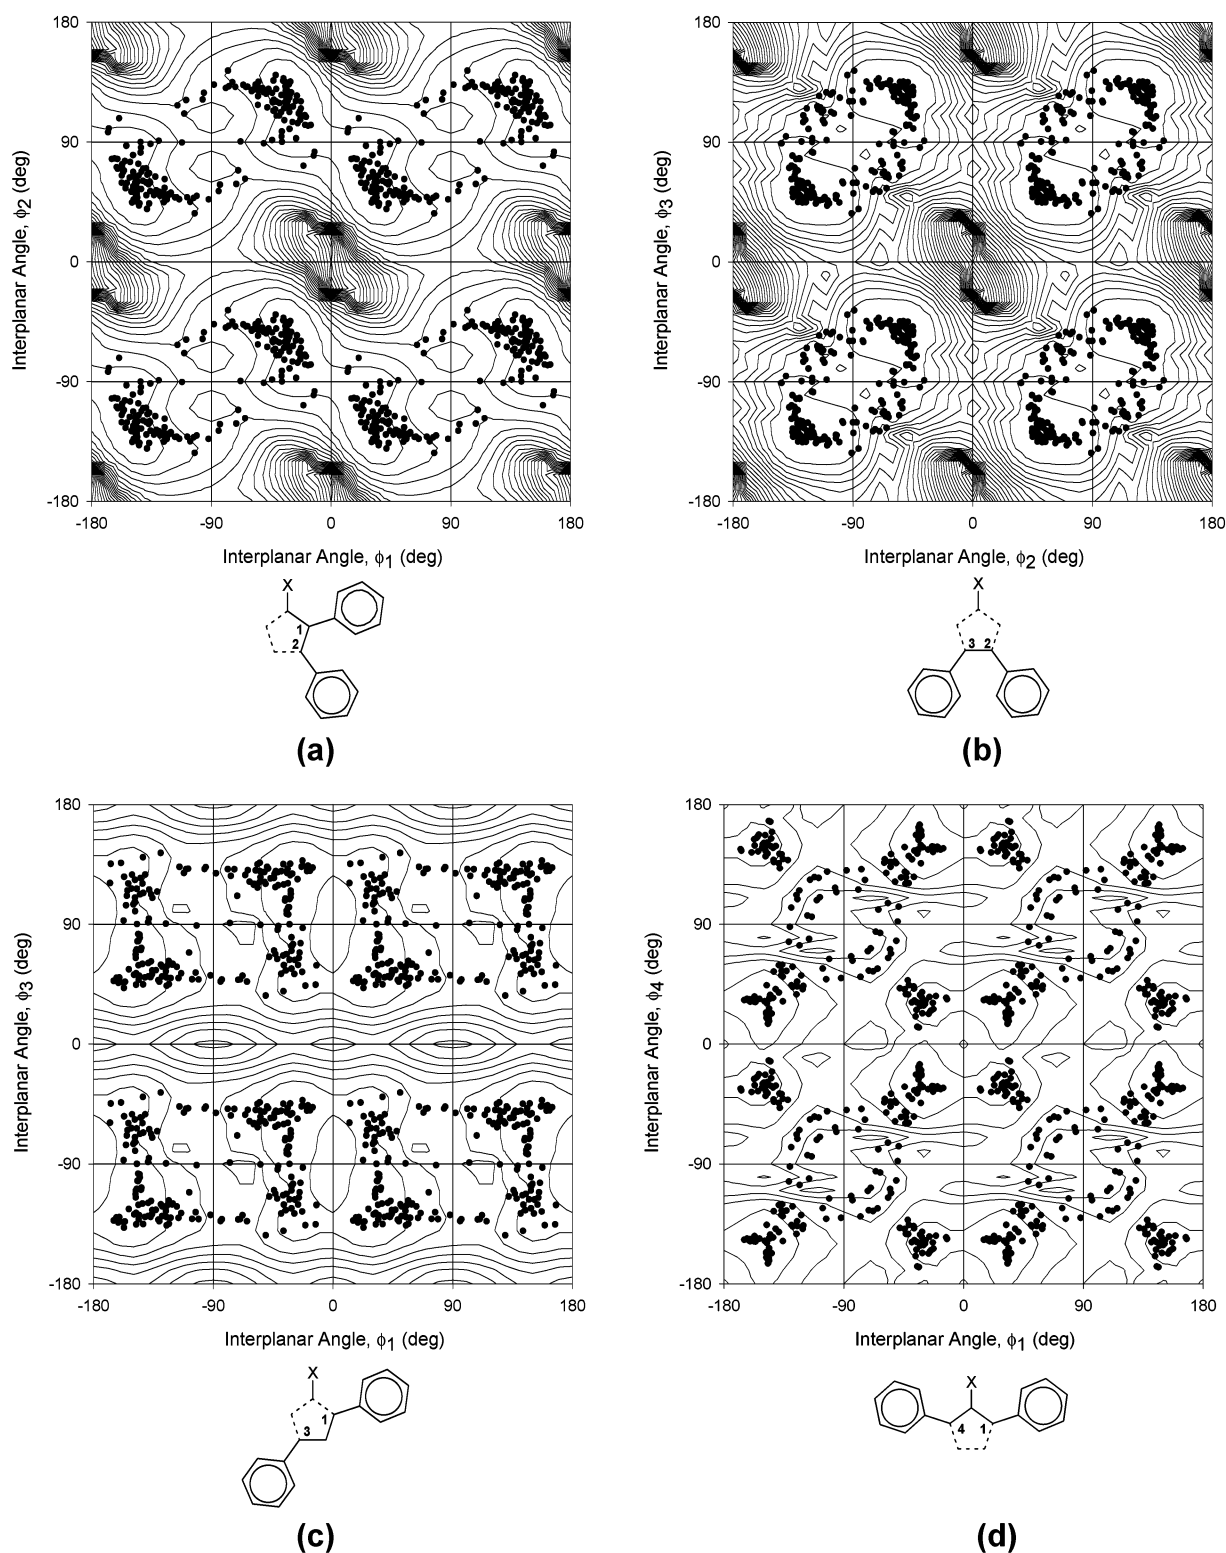 180
90
0
-90
-180
-180 -90 0 90 180
Interplanar Angle, ϕ2 (deg)
Interplanar Angle, ϕ1 (deg)
X
1
2
(a)
180
90
0
-90
-180
-180 -90 0 90 180
Interplanar Angle, ϕ3 (deg)
Interplanar Angle, ϕ2 (deg)
X
3 2
(b)
180
90
0
-90
-180
-180 -90 0 90 180
Interplanar Angle, ϕ3 (deg)
Interplanar Angle, ϕ1 (deg)
X
1
3
(c)
180
90
0
-90
-180
-180 -90 0 90 180
Interplanar Angle, ϕ4 (deg)
Interplanar Angle, ϕ1 (deg)
X
4 1
(d)